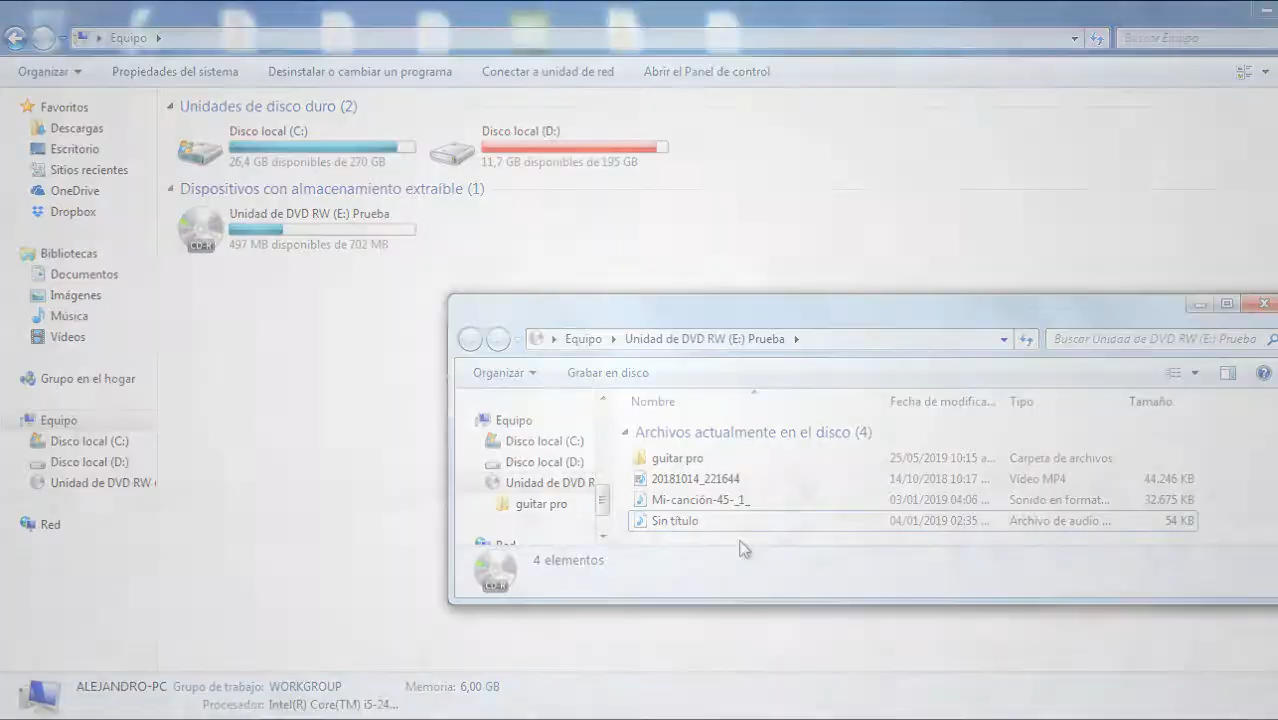 Equipo
Buscar Equipo
Organizar Propiedades del sistema Desinstalar o cambiar un programa Conectar a unidad de red Abrir el Panel de control
Favoritos
Descargas
Escritorio
Sitios recientes
OneDrive
Dropbox
Bibliotecas
Documentos
Imágenes
Música
Vídeos
Grupo en el hogar
Equipo
Disco local (C:)
Disco local (D:)
Unidad de DVD RW (
Red
Unidades de disco duro (2)
Disco local (C:)
26,4 GB disponibles de 270 GB
Disco local (D:)
11,7 GB disponibles de 195 GB
Dispositivos con almacenamiento extraíble (1)
Unidad de DVD RW (E:) Prueba
497 MB disponibles de 702 MB
CD-R
Equipo Unidad de DVD RW (E:) Prueba
Buscar Unidad de DVD RW (E:) Prueba
Organizar Grabar en disco
Equipo
Disco local (C:)
Disco local (D:)
Unidad de DVD R
guitar pro
Red
Nombre Fecha de modifica... Tipo Tamaño
Archivos actualmente en el disco (4)
guitar pro 25/05/2019 10:15 a... Carpeta de archivos
20181014_221644 14/10/2018 10:17 ... Vídeo MP4 44.246 KB
Mi-canción-45-_1_ 03/01/2019 04:06 ... Sonido en format... 32.675 KB
Sin título 04/01/2019 02:35 ... Archivo de audio ... 54 KB
4 elementos
CD-R
ALEJANDRO-PC Grupo de trabajo: WORKGROUP Memoria: 6,00 GB
Procesador: Intel(R) Core(TM) i5-24...